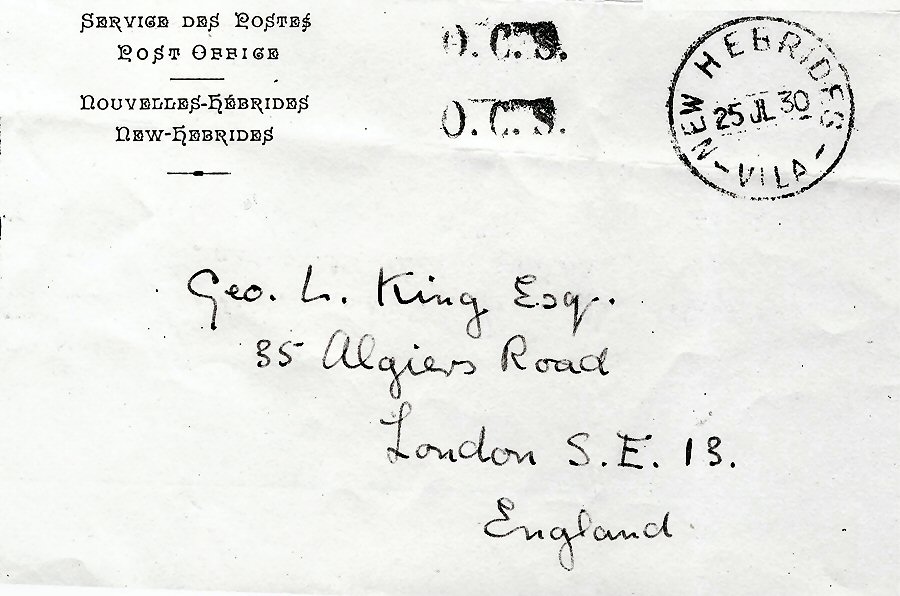 SERVICE DES POSTES
POST OFFICE
NOUVELLES-HÉBRIDES
NEW-HEBRIDES
O.C.S.
O.C.S.
NEW HEBRIDES
25 JL 30
-VILA-
Geo. L. King Esq.
35 Algiers Road
London S.E. 13.
England